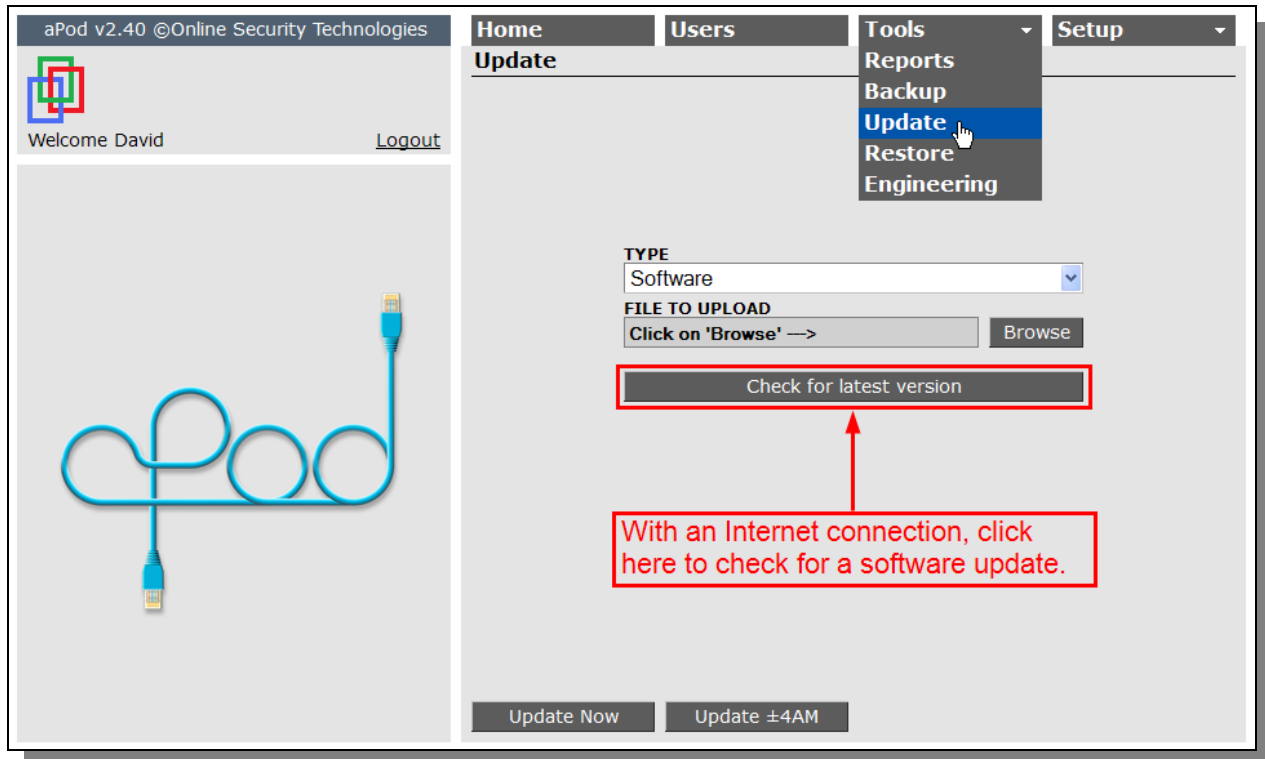 aPod v2.40 ©Online Security Technologies
Welcome David
Logout
Home
Users
Tools
Setup
Update
Reports
Backup
Update
Restore
Engineering
TYPE
Software
FILE TO UPLOAD
Click on 'Browse' --->
Browse
Check for latest version
With an Internet connection, click
here to check for a software update.
aPod
Update Now
Update ±4AM